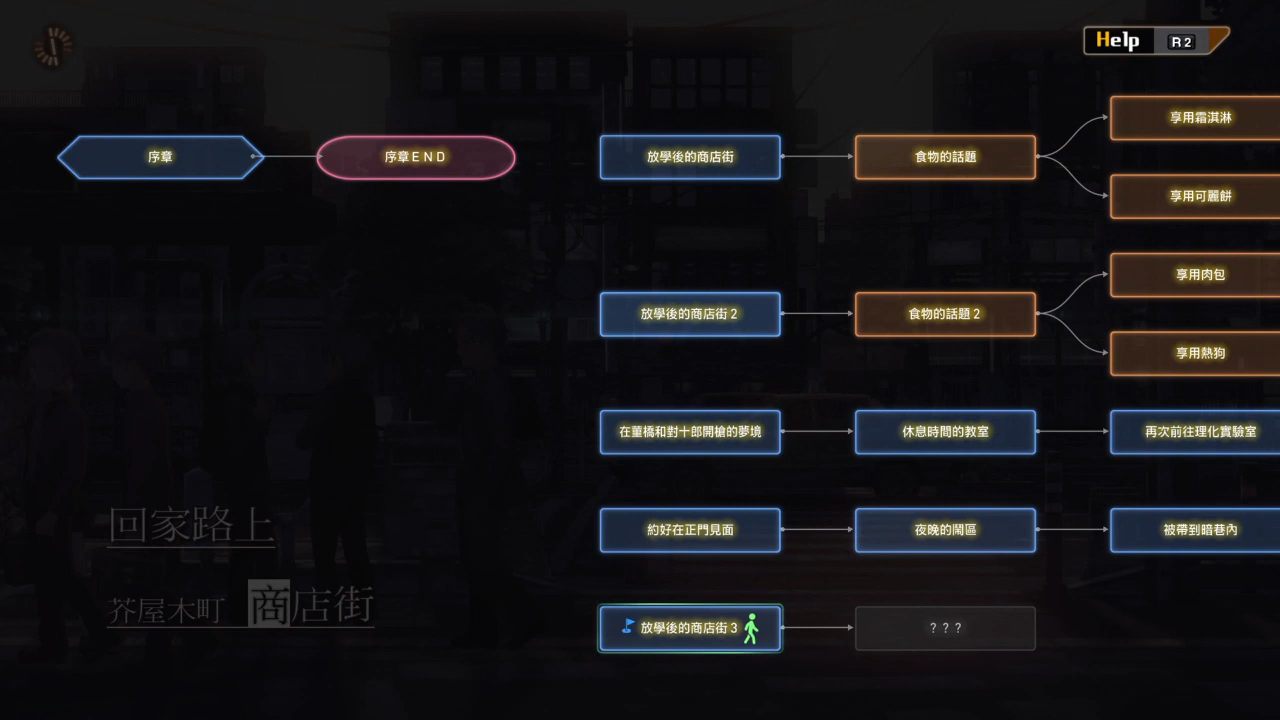 Help R2
序章
序章END
放學後的商店街
食物的話題
享用霜淇淋
享用可麗餅
放學後的商店街2
食物的話題2
享用肉包
享用熱狗
在董橋和對十郎開槍的夢境
休息時間的教室
再次前往理化實驗室
約好在正門見面
夜晚的鬧區
被帶到暗巷內
放學後的商店街3
???
回家路上
芥屋木町 商店街